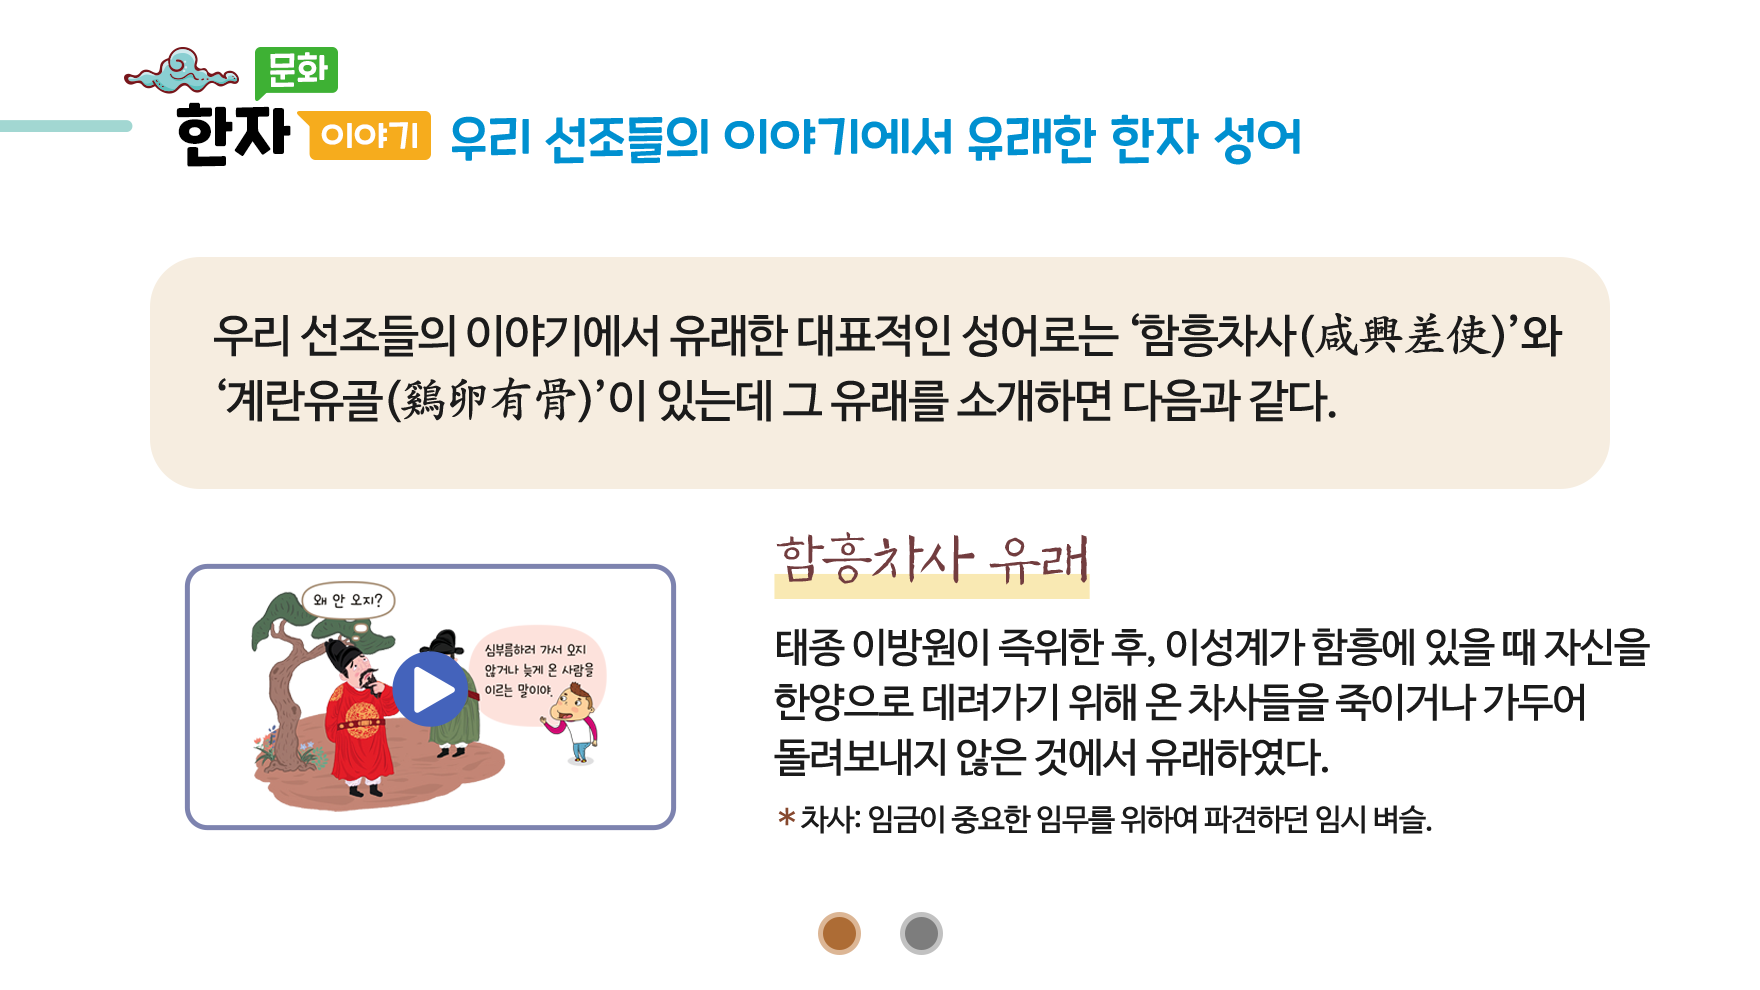 문화
한자 이야기 우리 선조들의 이야기에서 유래한 한자 성어
우리 선조들의 이야기에서 유래한 대표적인 성어로는 ‘함흥차사(咸興差使)’와
‘계란유골(鷄卵有骨)’이 있는데 그 유래를 소개하면 다음과 같다.
왜 안 오지?
심부름하러 가서 오지
않거나 늦게 온 사람을
이르는 말이야.
함흥차사 유래
태종 이방원이 즉위한 후, 이성계가 함흥에 있을 때 자신을
한양으로 데려가기 위해 온 차사들을 죽이거나 가두어
돌려보내지 않은 것에서 유래하였다.
*차사: 임금이 중요한 임무를 위하여 파견하던 임시 벼슬.